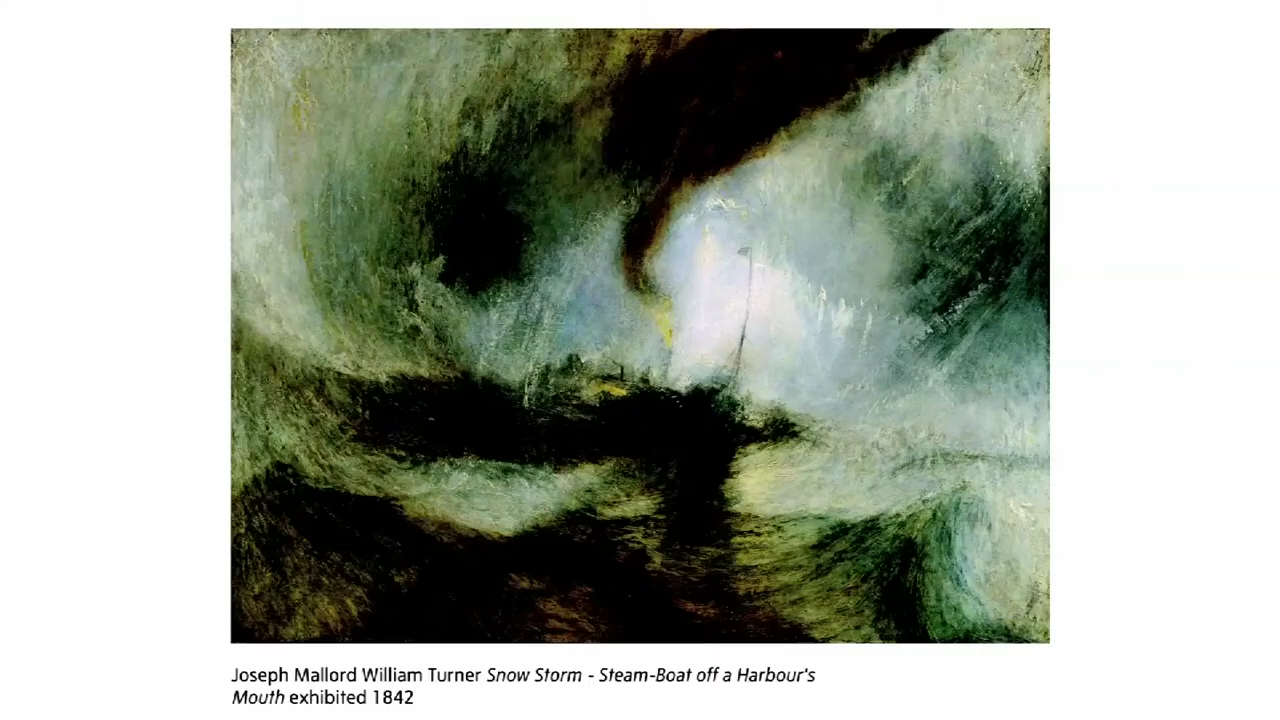 Joseph Mallord William Turner Snow Storm - Steam-Boat off a Harbour's
Mouth exhibited 1842